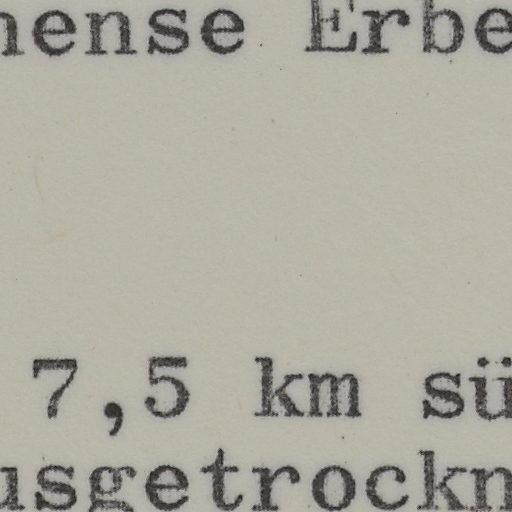 nense Erbe
7,5 km sü
usgetrockn